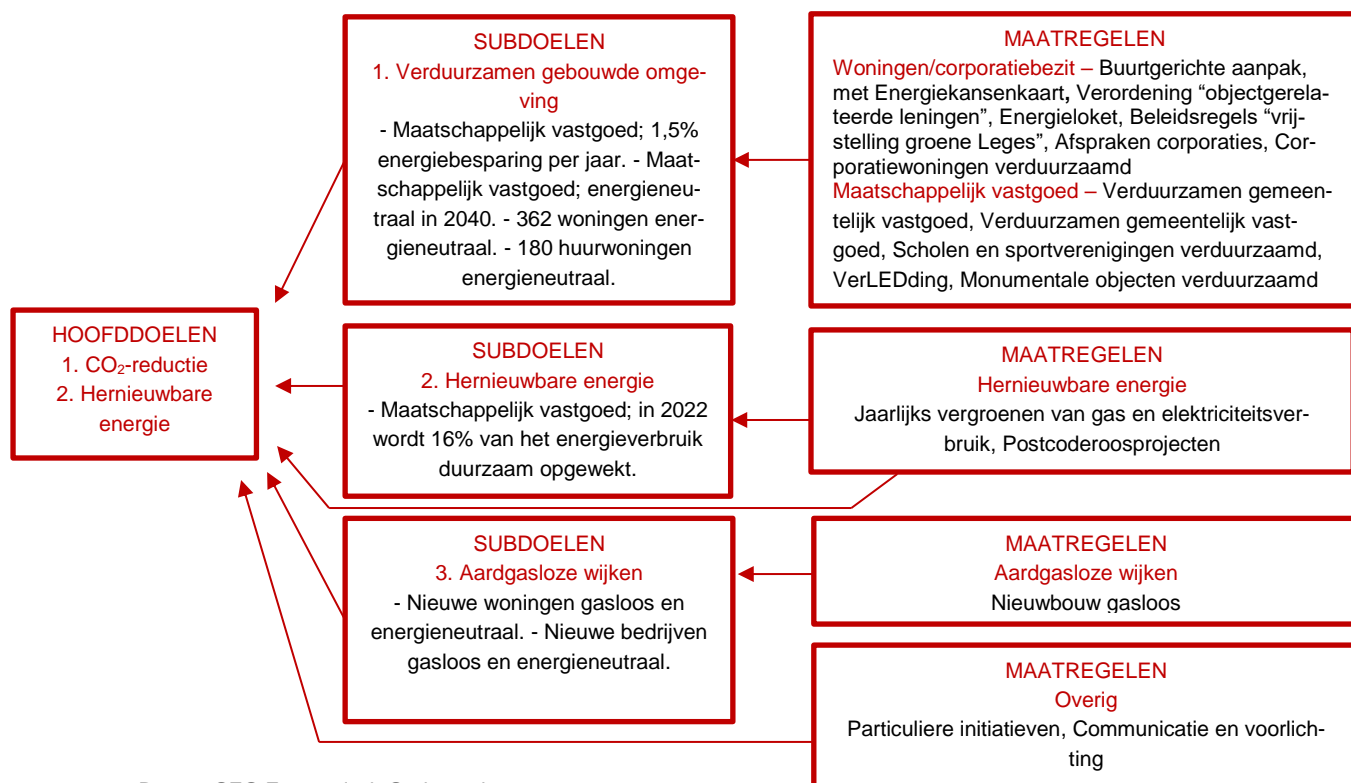 HOOFDDOELEN
1. CO₂-reductie
2. Hernieuwbare
energie
SUBDOELEN
1. Verduurzamen gebouwde omge-
ving
- Maatschappelijk vastgoed; 1,5%
energiebesparing per jaar. - Maat-
schappelijk vastgoed; energieneu-
traal in 2040. - 362 woningen ener-
gieneutraal. - 180 huurwoningen
energieneutraal.
MAATREGELEN
Woningen/corporatiebezit – Buurtgerichte aanpak,
met Energiekansenkaart, Verordening “objectgerela-
teerde leningen”, Energieloket, Beleidsregels “vrij-
stelling groene Leges”, Afspraken corporaties, Cor-
poratiewoningen verduurzaamd
Maatschappelijk vastgoed – Verduurzamen gemeen-
telijk vastgoed, Verduurzamen gemeentelijk vast-
goed, Scholen en sportverenigingen verduurzaamd,
VerLEDding, Monumentale objecten verduurzaamd
SUBDOELEN
2. Hernieuwbare energie
- Maatschappelijk vastgoed; in 2022
wordt 16% van het energieverbruik
duurzaam opgewekt.
MAATREGELEN
Hernieuwbare energie
Jaarlijks vergroenen van gas en elektriciteitsver-
bruik, Postcoderoosprojecten
SUBDOELEN
3. Aardgasloze wijken
- Nieuwe woningen gasloos en
energieneutraal. - Nieuwe bedrijven
gasloos en energieneutraal.
MAATREGELEN
Aardgasloze wijken
Nieuwbouw gasloos
MAATREGELEN
Overig
Particuliere initiatieven, Communicatie en voorlich-
ting